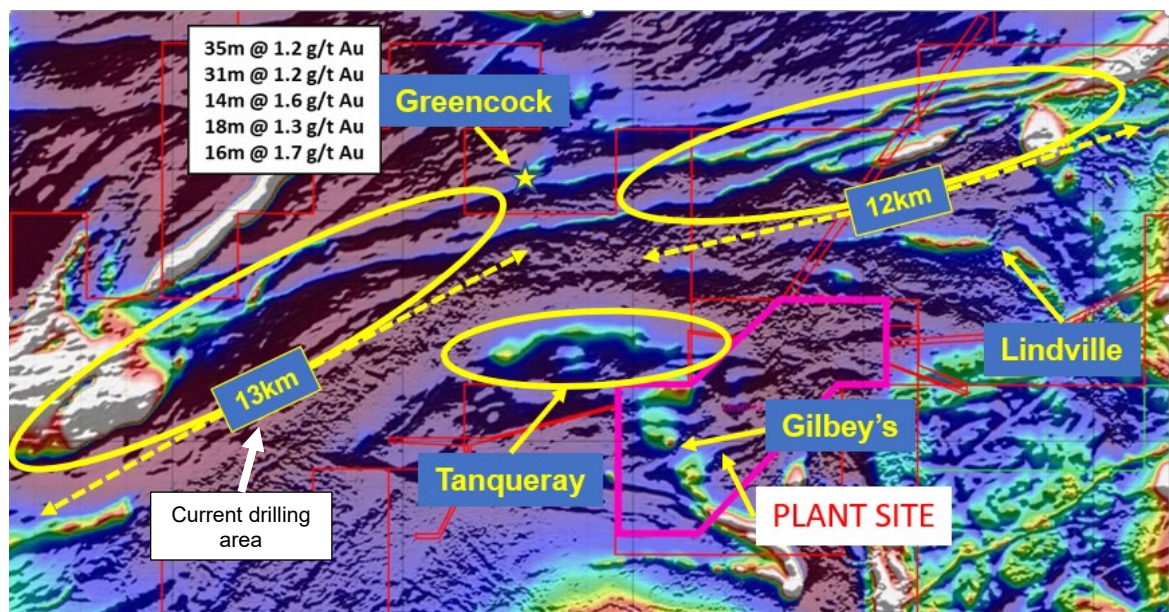 35m @ 1.2 g/t Au
31m @ 1.2 g/t Au
14m @ 1.6 g/t Au
18m @ 1.3 g/t Au
16m @ 1.7 g/t Au
Greencock
12km
Lindville
13km
Gilbey's
Tanqueray
PLANT SITE
Current drilling
area